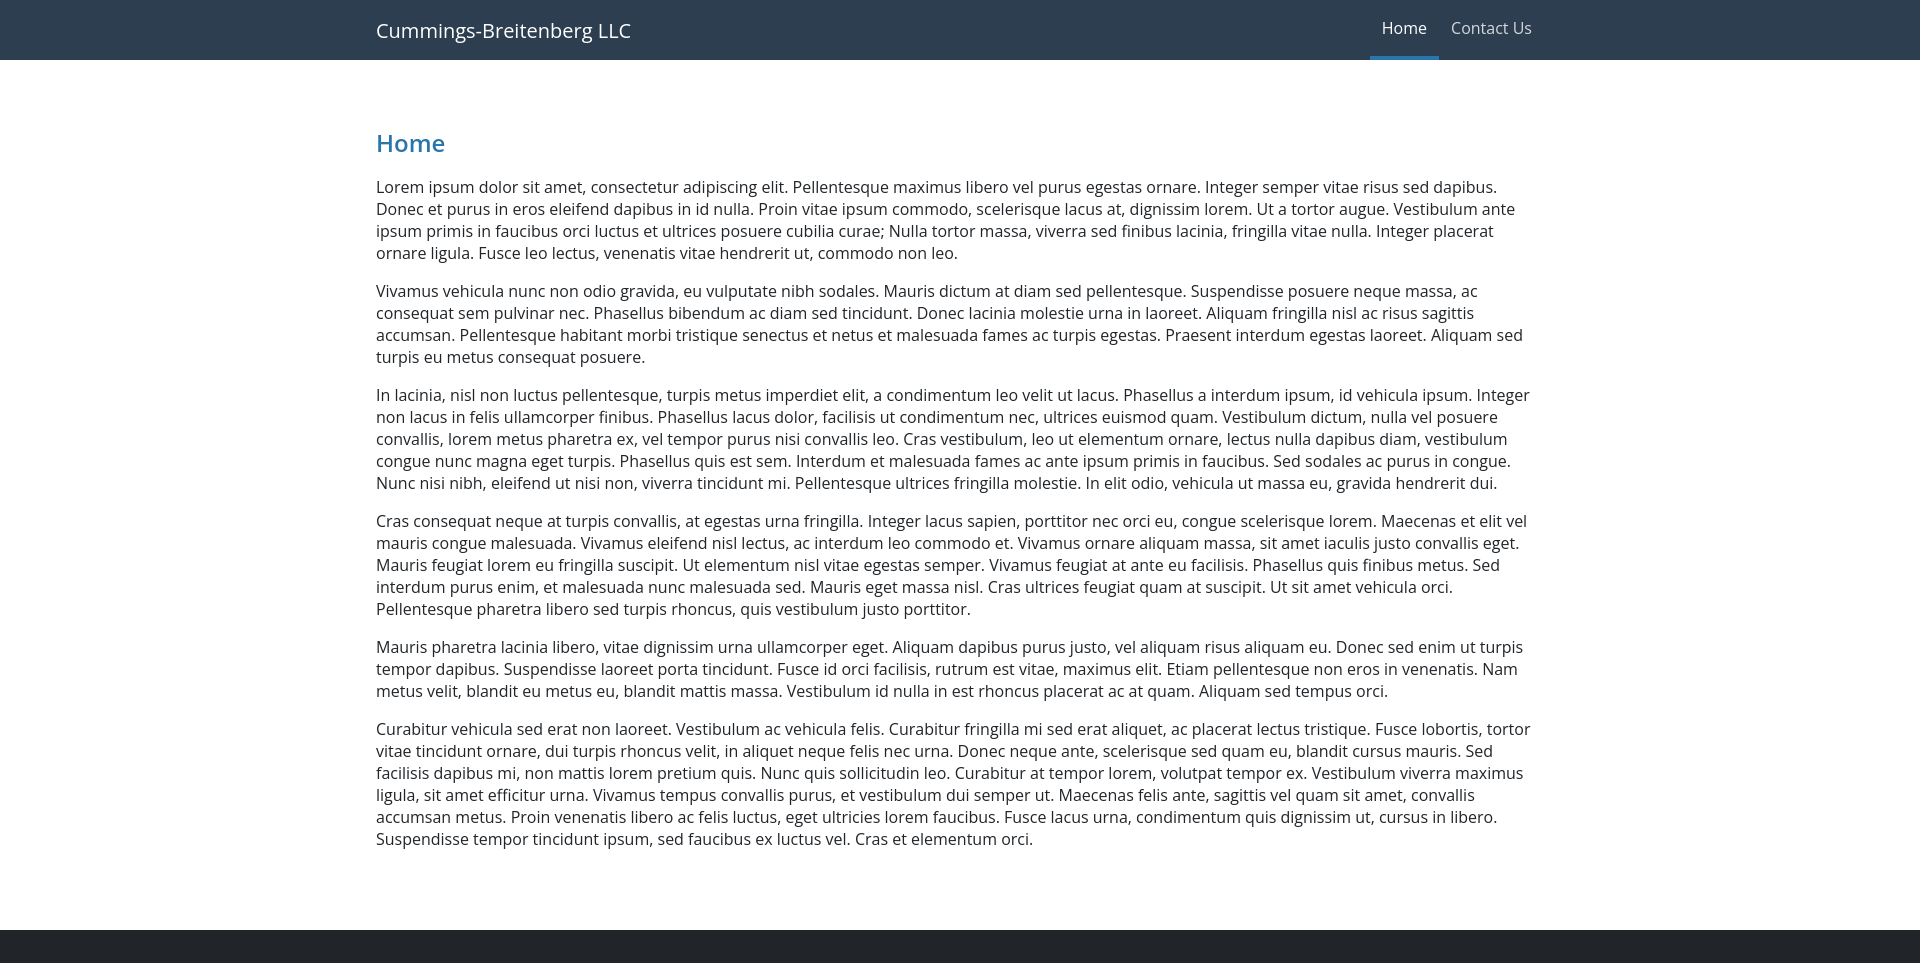 Cummings-Breitenberg LLC
Home
Contact Us
Home
Lorem ipsum dolor sit amet, consectetur adipiscing elit. Pellentesque maximus libero vel purus egestas ornare. Integer semper vitae risus sed dapibus.
Donec et purus in eros eleifend dapibus in id nulla. Proin vitae ipsum commodo, scelerisque lacus at, dignissim lorem. Ut a tortor augue. Vestibulum ante
ipsum primis in faucibus orci luctus et ultrices posuere cubilia curae; Nulla tortor massa, viverra sed finibus lacinia, fringilla vitae nulla. Integer placerat
ornare ligula. Fusce leo lectus, venenatis vitae hendrerit ut, commodo non leo.
Vivamus vehicula nunc non odio gravida, eu vulputate nibh sodales. Mauris dictum at diam sed pellentesque. Suspendisse posuere neque massa, ac
consequat sem pulvinar nec. Phasellus bibendum ac diam sed tincidunt. Donec lacinia molestie urna in laoreet. Aliquam fringilla nisl ac risus sagittis
accumsan. Pellentesque habitant morbi tristique senectus et netus et malesuada fames ac turpis egestas. Praesent interdum egestas laoreet. Aliquam sed
turpis eu metus consequat posuere.
In lacinia, nisl non luctus pellentesque, turpis metus imperdiet elit, a condimentum leo velit ut lacus. Phasellus a interdum ipsum, id vehicula ipsum. Integer
non lacus in felis ullamcorper finibus. Phasellus lacus dolor, facilisis ut condimentum nec, ultrices euismod quam. Vestibulum dictum, nulla vel posuere
convallis, lorem metus pharetra ex, vel tempor purus nisi convallis leo. Cras vestibulum, leo ut elementum ornare, lectus nulla dapibus diam, vestibulum
congue nunc magna eget turpis. Phasellus quis est sem. Interdum et malesuada fames ac ante ipsum primis in faucibus. Sed sodales ac purus in congue.
Nunc nisi nibh, eleifend ut nisi non, viverra tincidunt mi. Pellentesque ultrices fringilla molestie. In elit odio, vehicula ut massa eu, gravida hendrerit dui.
Cras consequat neque at turpis convallis, at egestas urna fringilla. Integer lacus sapien, porttitor nec orci eu, congue scelerisque lorem. Maecenas et elit vel
mauris congue malesuada. Vivamus eleifend nisl lectus, ac interdum leo commodo et. Vivamus ornare aliquam massa, sit amet iaculis justo convallis eget.
Mauris feugiat lorem eu fringilla suscipit. Ut elementum nisl vitae egestas semper. Vivamus feugiat at ante eu facilisis. Phasellus quis finibus metus. Sed
interdum purus enim, et malesuada nunc malesuada sed. Mauris eget massa nisl. Cras ultrices feugiat quam at suscipit. Ut sit amet vehicula orci.
Pellentesque pharetra libero sed turpis rhoncus, quis vestibulum justo porttitor.
Mauris pharetra lacinia libero, vitae dignissim urna ullamcorper eget. Aliquam dapibus purus justo, vel aliquam risus aliquam eu. Donec sed enim ut turpis
tempor dapibus. Suspendisse laoreet porta tincidunt. Fusce id orci facilisis, rutrum est vitae, maximus elit. Etiam pellentesque non eros in venenatis. Nam
metus velit, blandit eu metus eu, blandit mattis massa. Vestibulum id nulla in est rhoncus placerat ac at quam. Aliquam sed tempus orci.
Curabitur vehicula sed erat non laoreet. Vestibulum ac vehicula felis. Curabitur fringilla mi sed erat aliquet, ac placerat lectus tristique. Fusce lobortis, tortor
vitae tincidunt ornare, dui turpis rhoncus velit, in aliquet neque felis nec urna. Donec neque ante, scelerisque sed quam eu, blandit cursus mauris. Sed
facilisis dapibus mi, non mattis lorem pretium quis. Nunc quis sollicitudin leo. Curabitur at tempor lorem, volutpat tempor ex. Vestibulum viverra maximus
ligula, sit amet efficitur urna. Vivamus tempus convallis purus, et vestibulum dui semper ut. Maecenas felis ante, sagittis vel quam sit amet, convallis
accumsan metus. Proin venenatis libero ac felis luctus, eget ultricies lorem faucibus. Fusce lacus urna, condimentum quis dignissim ut, cursus in libero.
Suspendisse tempor tincidunt ipsum, sed faucibus ex luctus vel. Cras et elementum orci.